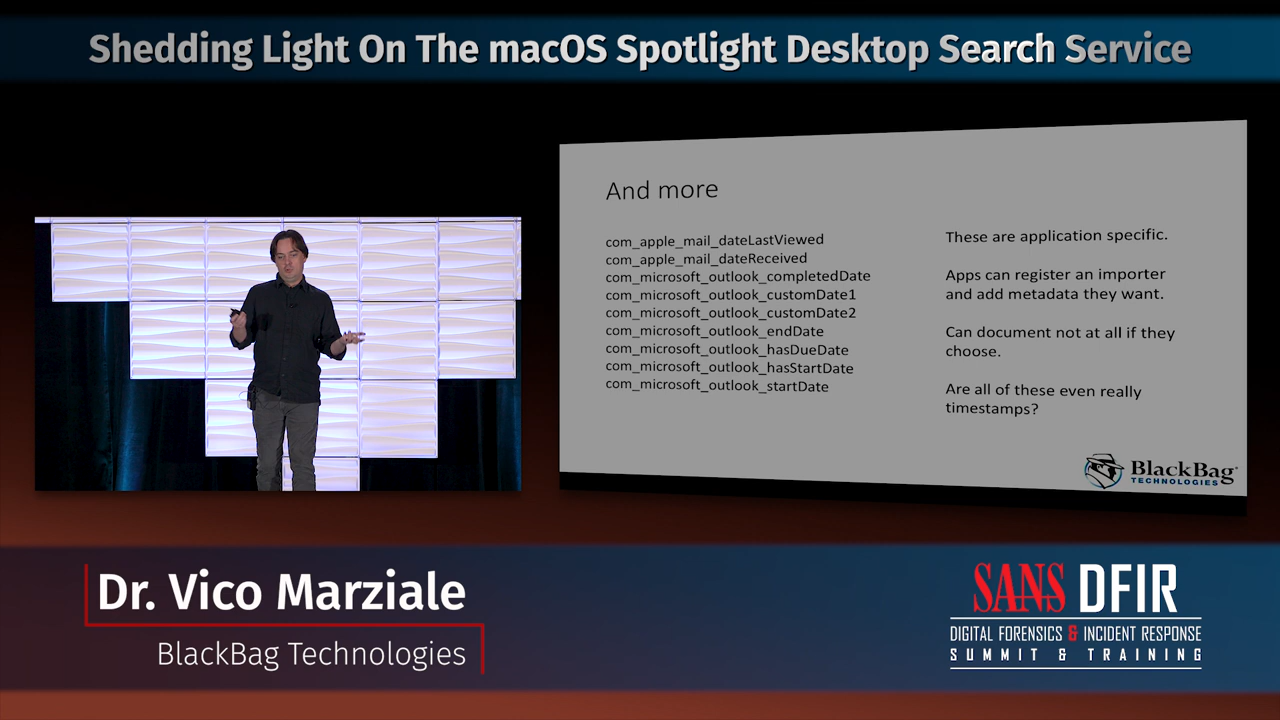 Shedding Light On The macOS Spotlight Desktop Search Service
And more
com_apple_mail_dateLastViewed
com_apple_mail_dateReceived
com_microsoft_outlook_completedDate
com_microsoft_outlook_customDate1
com_microsoft_outlook_customDate2
com_microsoft_outlook_endDate
com_microsoft_outlook_hasDueDate
com_microsoft_outlook_hasStartDate
com_microsoft_outlook_startDate
These are application specific.
Apps can register an importer
and add metadata they want.
Can document not at all if they
choose.
Are all of these even really
timestamps?
BlackBag®
TECHNOLOGIES
Dr. Vico Marziale
BlackBag Technologies
SANS DFIR
DIGITAL FORENSICS & INCIDENT RESPONSE
SUMMIT & TRAINING